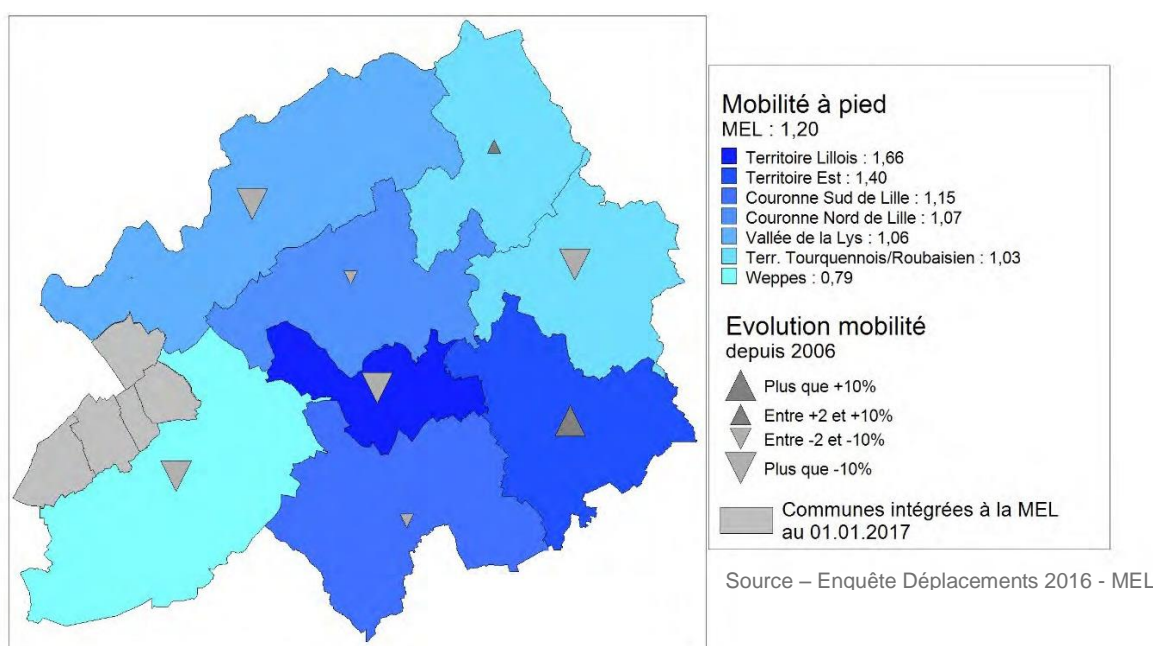 Mobilité à pied
MEL : 1,20
Territoire Lillois : 1,66
Territoire Est : 1,40
Couronne Sud de Lille : 1,15
Couronne Nord de Lille : 1,07
Vallée de la Lys : 1,06
Terr. Tourquennois/Roubaisien : 1,03
Weppes : 0,79
Evolution mobilité
depuis 2006
Plus que +10%
Entre +2 et +10%
Entre -2 et -10%
Plus que -10%
Communes intégrées à la MEL
au 01.01.2017
Source – Enquête Déplacements 2016 - MEL